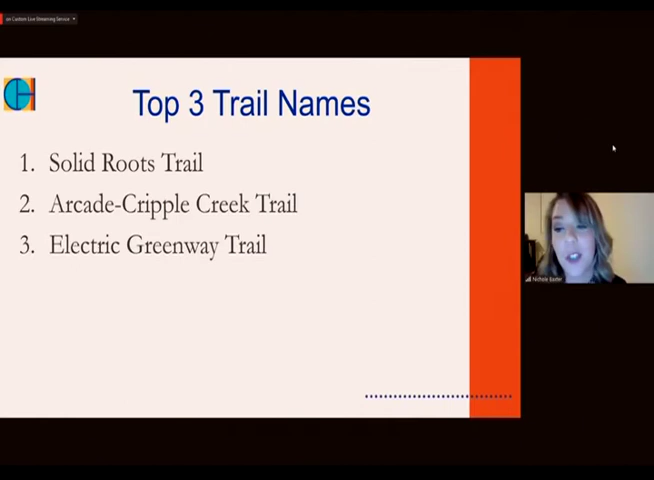 on Custom Live Streaming Service
Top 3 Trail Names
1. Solid Roots Trail
2. Arcade-Cripple Creek Trail
3. Electric Greenway Trail
Nichole Baxter